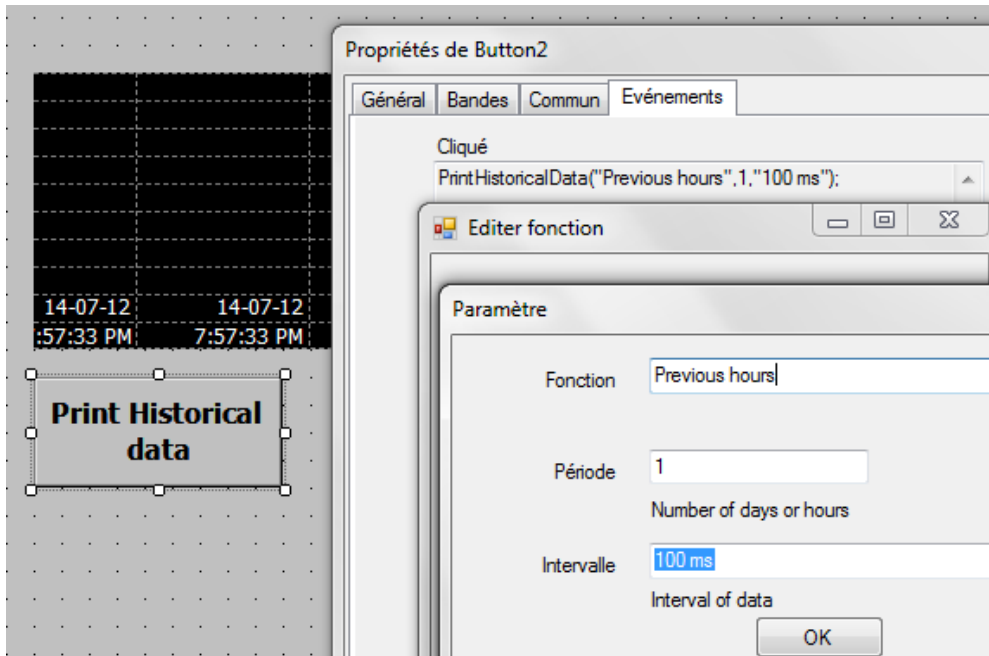 Propriétés de Button2
Général Bandes Commun Evénements
Cliqué
PrintHistoricalData("Previous hours",1,"100 ms");
Editer fonction
Paramètre
14-07-12 14-07-12
:57:33 PM 7:57:33 PM
Fonction Previous hours
Print Historical
data
Période 1
Number of days or hours
Intervalle 100 ms
Interval of data
OK